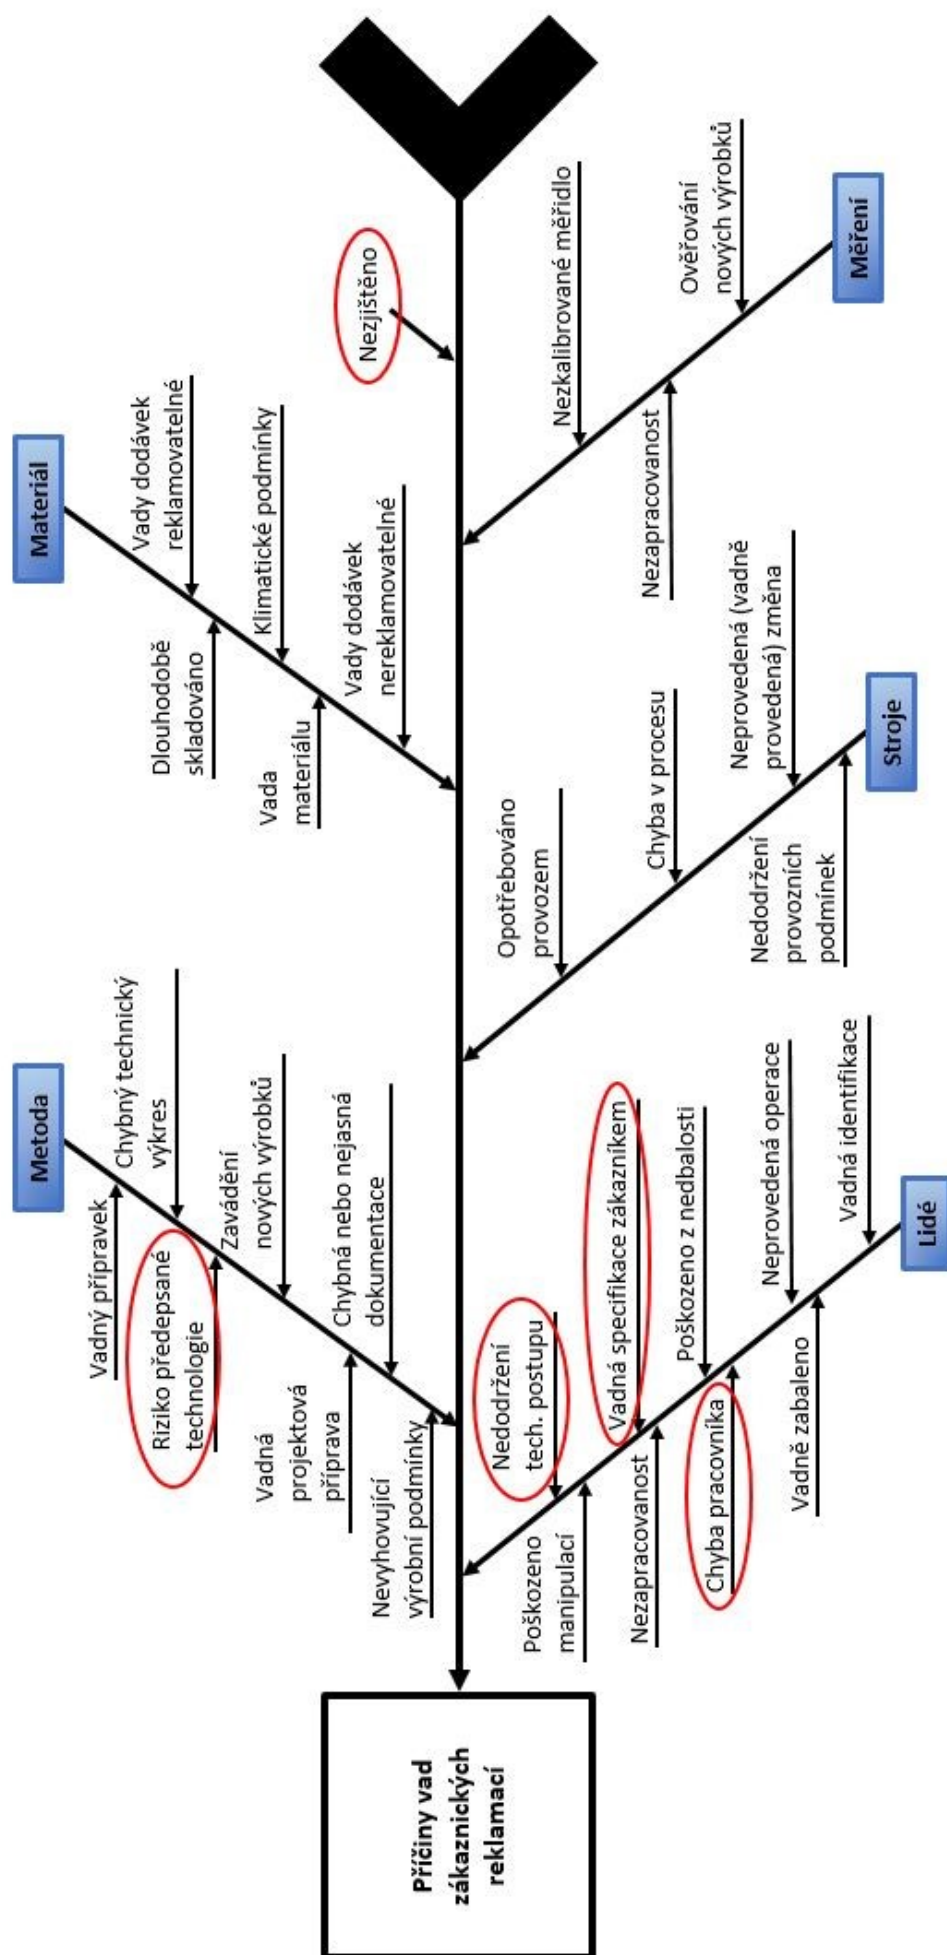 Příčiny vad
zákaznických
reklamací
Metoda
Vadný přípravek
Chybný technický
výkres
Riziko předepsané
technologie
Zavádění
nových výrobků
Vadná
projektová
příprava
Chybná nebo nejasná
dokumentace
Nevyhovující
výrobní podmínky
Materiál
Vady dodávek
reklamovatelné
Dlouhodobě
skladováno
Klimatické podmínky
Vada
materiálu
Vady dodávek
nereklamovatelné
Nezjištěno
Nedodržení
tech. postupu
Poškozeno
manipulací
Vadná specifikace zákazníkem
Nezapracovanost
Poškozeno z nedbalosti
Chyba pracovníka
Neprovedená operace
Vadně zabaleno
Vadná identifikace
Lidé
Opotřebováno
provozem
Chyba v procesu
Neprovedená (vadně
provedená) změna
Nedodržení
provozních
podmínek
Stroje
Nezkalibrované měřidlo
Nezapracovanost
Ověřování
nových výrobků
Měření